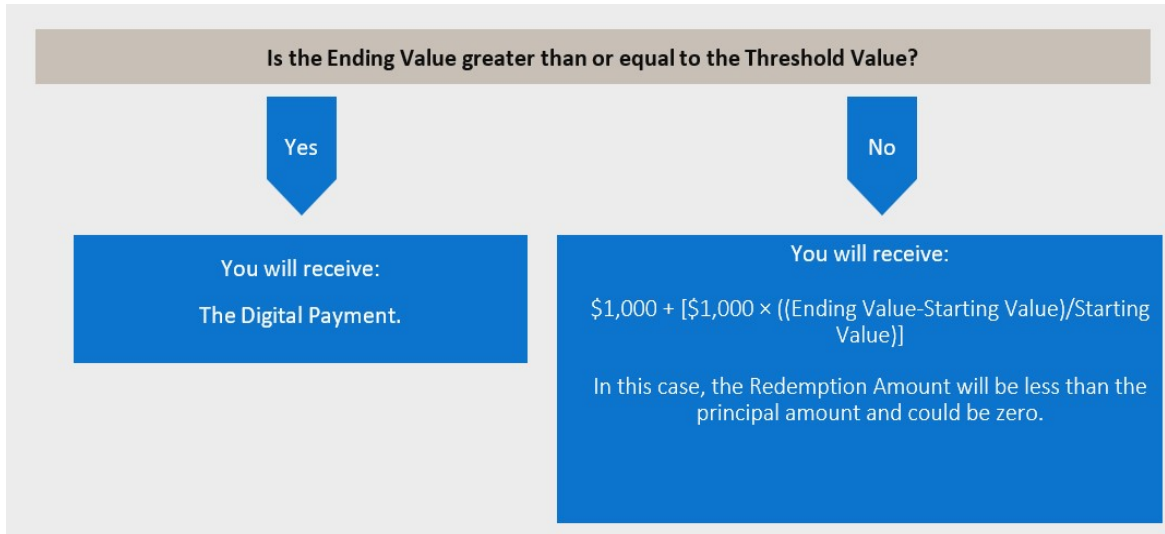 Is the Ending Value greater than or equal to the Threshold Value?
Yes
No
You will receive:
The Digital Payment.
You will receive:
$1,000 + [$1,000 × ((Ending Value-Starting Value)/Starting
Value)]
In this case, the Redemption Amount will be less than the
principal amount and could be zero.